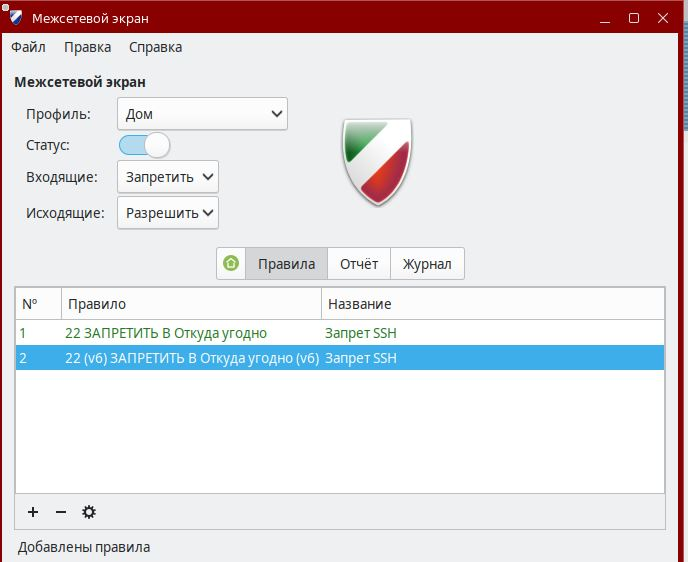 Межсетевой экран
Файл Правка Справка
Межсетевой экран
Профиль: Дом
Статус:
Входящие: Запретить
Исходящие: Разрешить
Правила Отчёт Журнал
Nº Правило Название
1 22 ЗАПРЕТИТЬ В Откуда угодно Запрет SSH
2 22 (v6) ЗАПРЕТИТЬ В Откуда угодно (v6) Запрет SSH
Добавлены правила